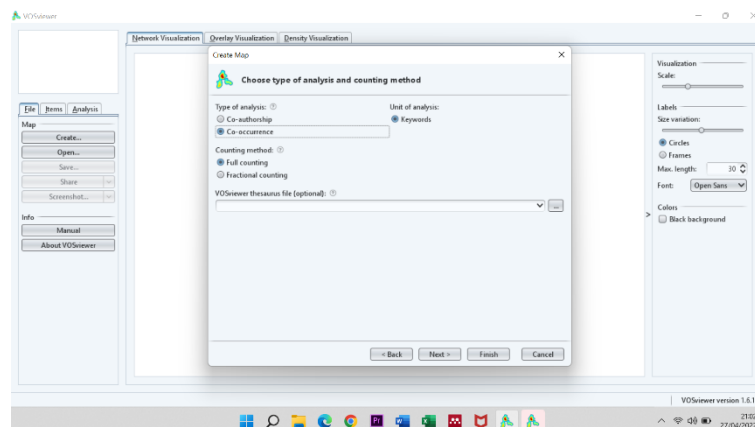 VOSviewer
Network Visualization Overlay Visualization Density Visualization
File Items Analysis
Map
Create...
Open...
Save...
Share
Screenshot...
Info
Manual
About VOSviewer
Create Map
Choose type of analysis and counting method
Type of analysis:
Co-authorship
Co-occurrence
Unit of analysis:
Keywords
Counting method:
Full counting
Fractional counting
VOSviewer thesaurus file (optional):
...
< Back Next > Finish Cancel
Visualization
Scale:
Labels
Size variation:
Circles
Frames
Max. length: 30
Font: Open Sans
Colors
Black background
>
VOSviewer version 1.6.1
Pr